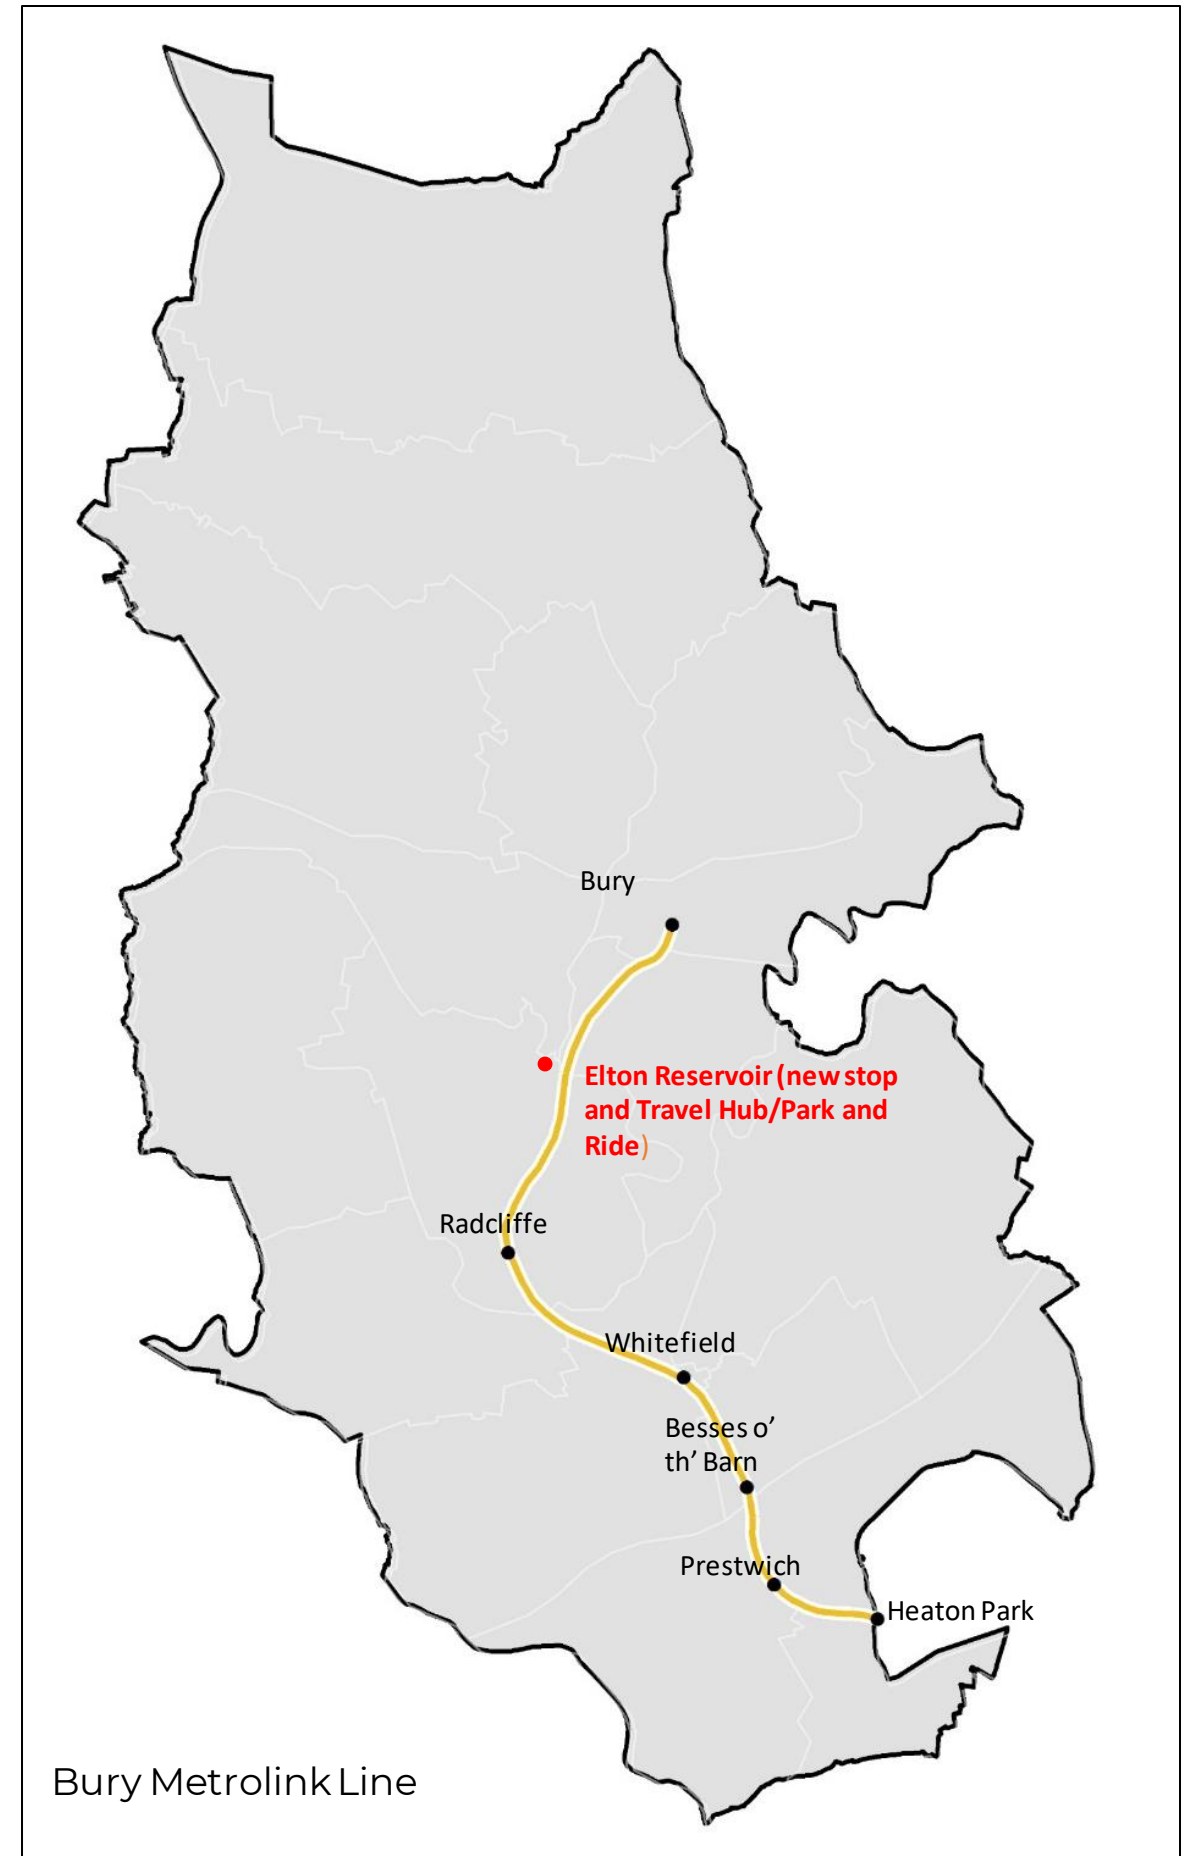 Bury
Elton Reservoir (new stop
and Travel Hub/Park and
Ride)
Radcliffe
Whitefield
Besses o’
th’ Barn
Prestwich
Heaton Park
Bury Metrolink Line